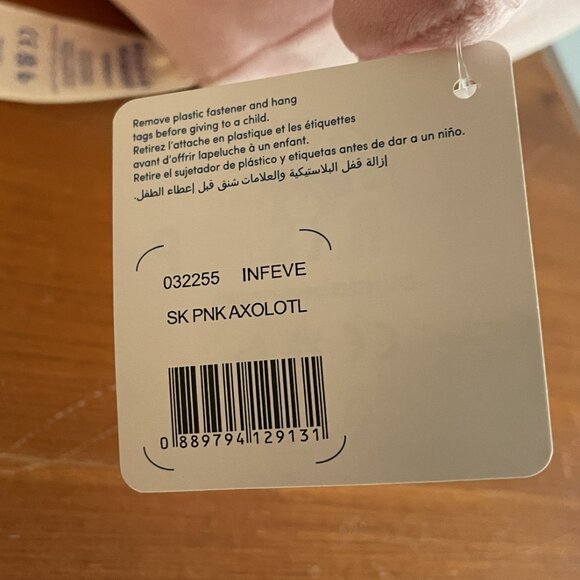 Remove plastic fastener and hang
tags before giving to a child.
Retirez l'attache en plastique et les étiquettes
avant d'offrir lapeluche à un enfant.
Retire el sujetador de plástico y etiquetas antes de dar a un niño.
إزالة قفل البلاستيكية والعلامات شنق قبل إعطاء الطفل.
032255 INFEVE
SK PNK AXOLOTL
0 889794 129131